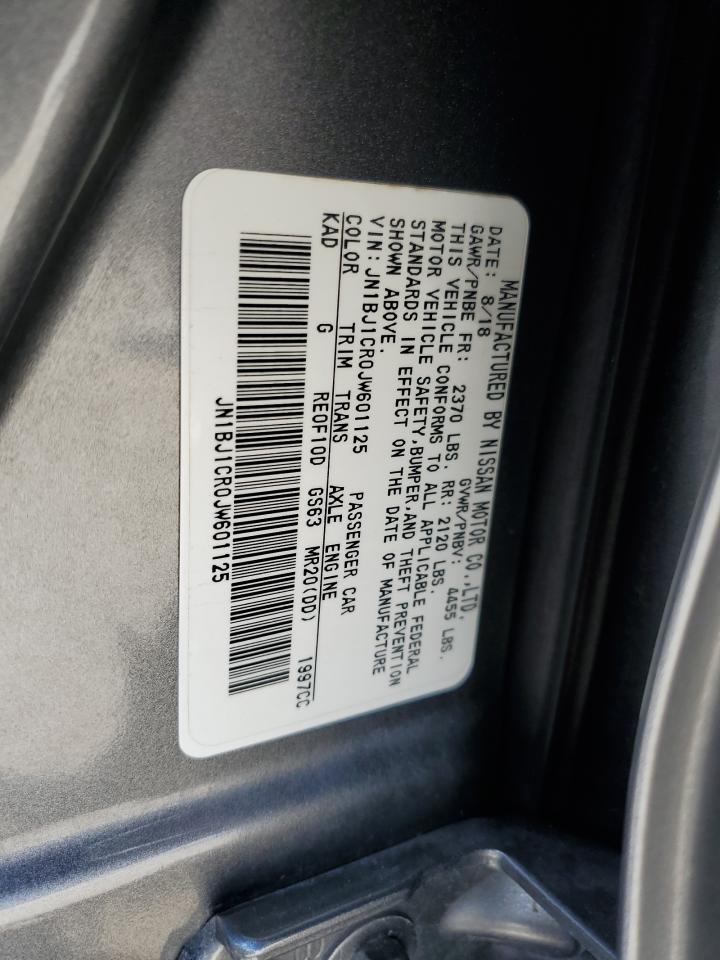 MANUFACTURED BY NISSAN MOTOR CO.,LTD.
DATE: 8/18 GVWR/PNBV: 4455 LBS.
GAWR/PNBE FR: 2370 LBS. RR: 2120 LBS.
THIS VEHICLE CONFORMS TO ALL APPLICABLE FEDERAL
MOTOR VEHICLE SAFETY,BUMPER,AND THEFT PREVENTION
STANDARDS IN EFFECT ON THE DATE OF MANUFACTURE
SHOWN ABOVE.
VIN: JN1BJ1CR0JW601125 PASSENGER CAR
COLOR TRIM TRANS AXLE ENGINE
KAD G RE0F10D GS63 MR20(DD) 1997CC
JN1BJ1CR0JW601125